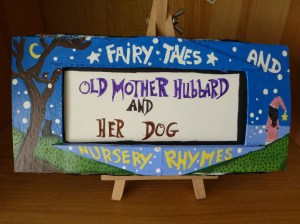 FAIRY TALES AND
OLD MOTHER HUBBARD
AND
HER DOG
NURSERY RHYMES